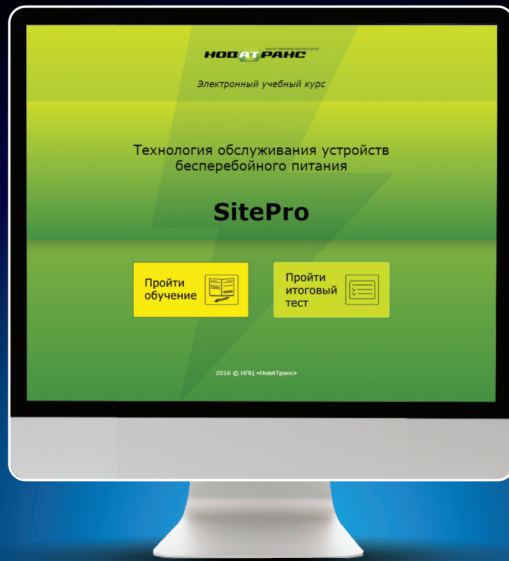 НОВАТРАНС
Электронный учебный курс
Технология обслуживания устройств
бесперебойного питания
SitePro
Пройти
обучение
Пройти
итоговый
тест
2016 © НПЦ «НовАТранс»